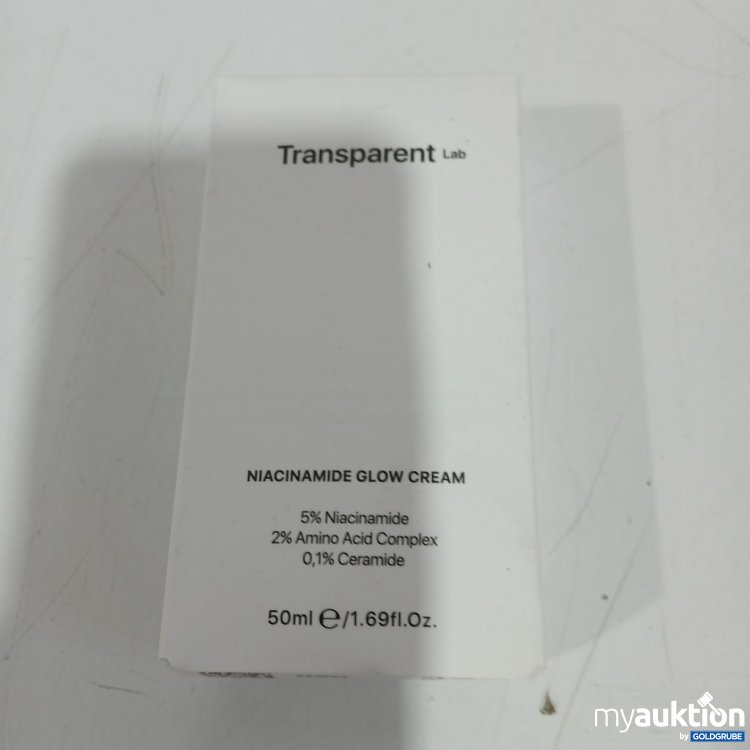 Transparent Lab
NIACINAMIDE GLOW CREAM
5% Niacinamide
2% Amino Acid Complex
0,1% Ceramide
50ml ℮/1.69fl.Oz.
myauktion
by GOLDGRUBE